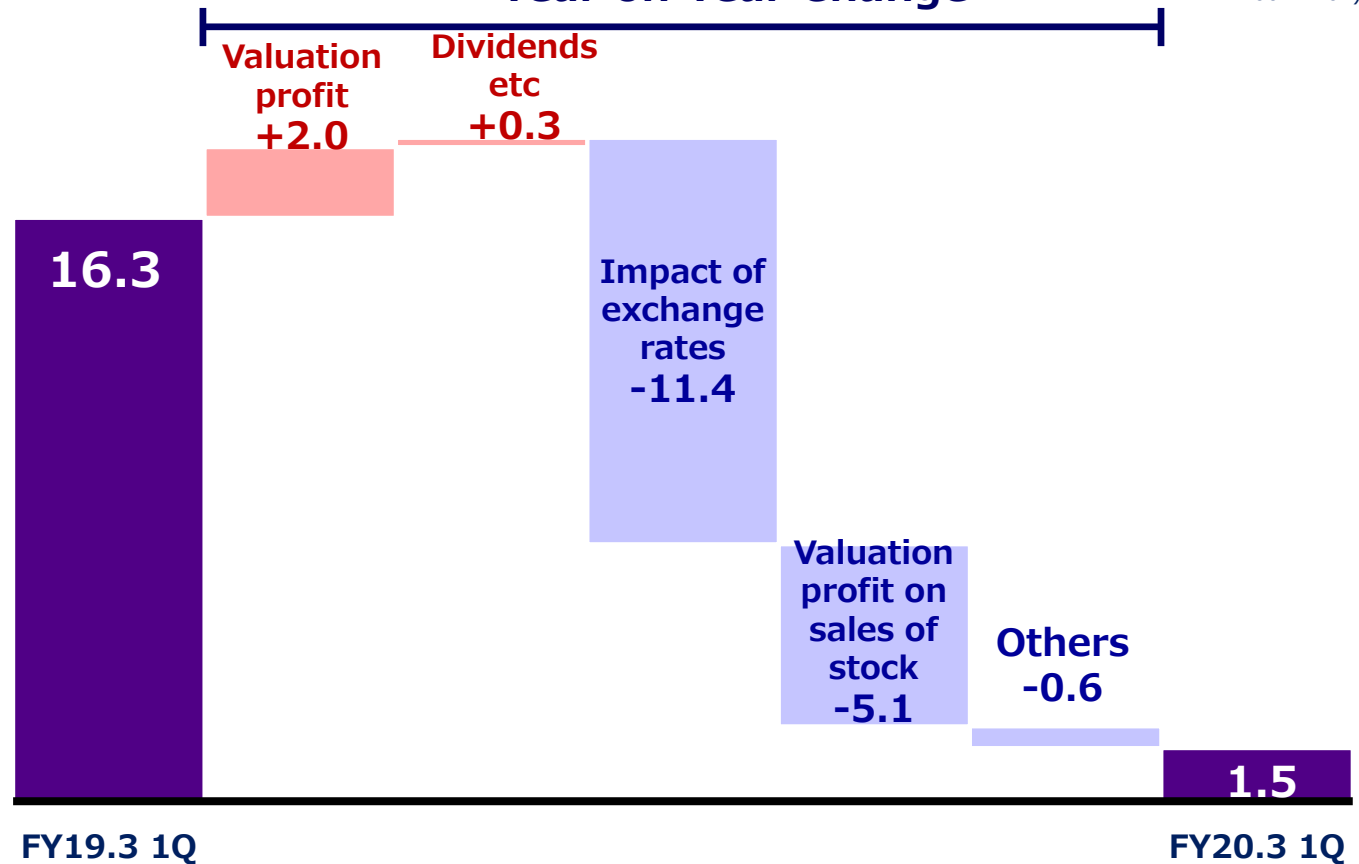 Valuation
profit
+2.0
Dividends
etc
+0.3
16.3
Impact of
exchange
rates
-11.4
Valuation
profit on
sales of
stock
-5.1
Others
-0.6
1.5
FY19.3 1Q
FY20.3 1Q